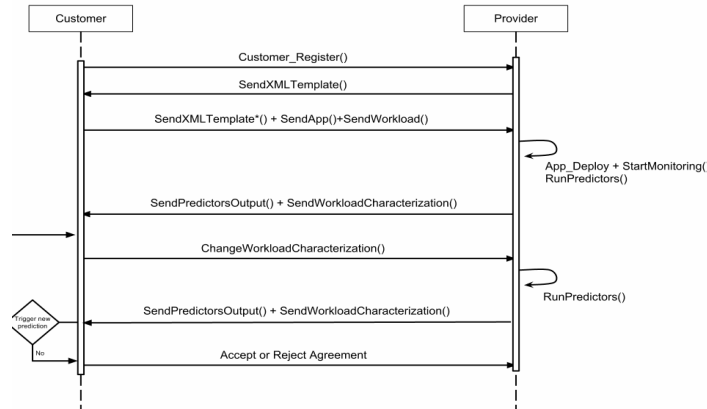 Customer
Provider
Customer_Register()
SendXMLTemplate()
SendXMLTemplate*() + SendApp()+SendWorkload()
App_Deploy + StartMonitoring(
RunPredictors()
SendPredictorsOutput() + SendWorkloadCharacterization()
ChangeWorkloadCharacterization()
RunPredictors()
SendPredictorsOutput() + SendWorkloadCharacterization()
Trigger new
prediction
No
Accept or Reject Agreement